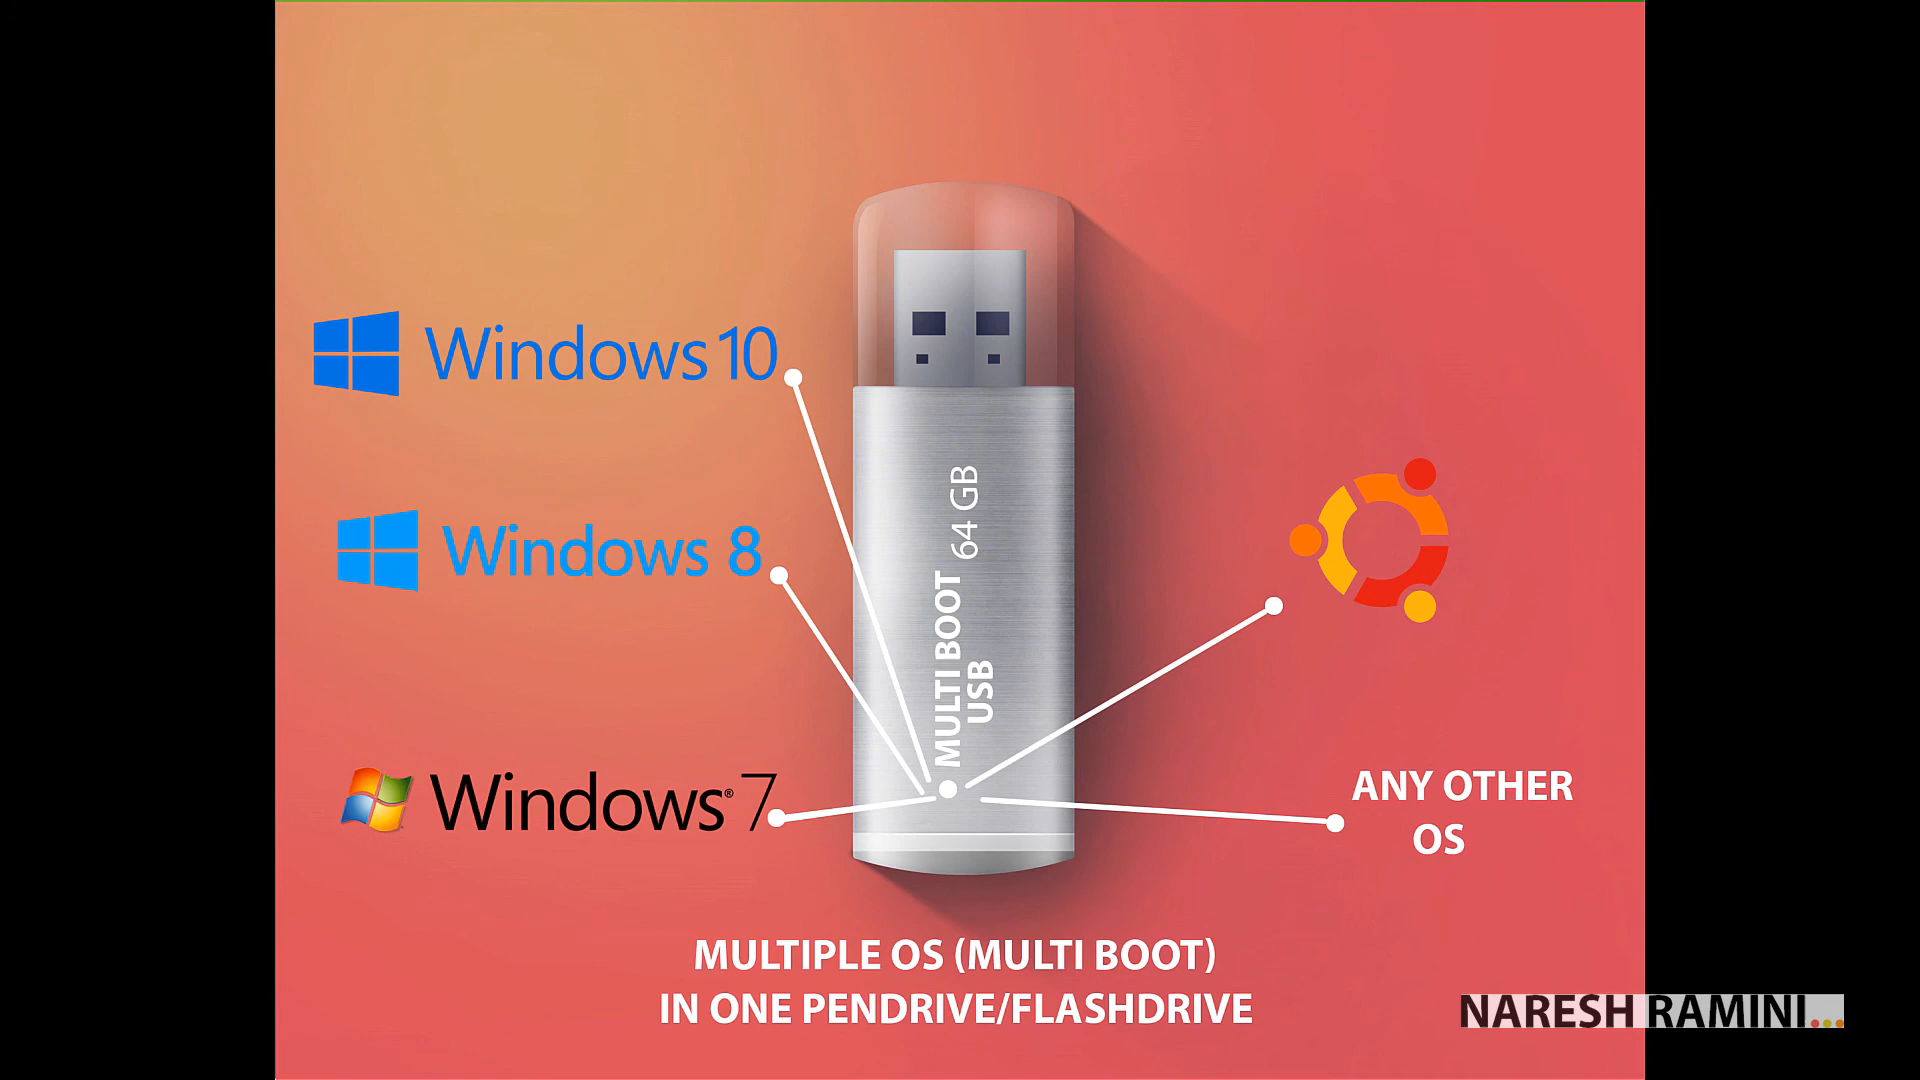 Windows 10
Windows 8
Windows® 7
64 GB
MULTI BOOT
USB
ANY OTHER
OS
MULTIPLE OS (MULTI BOOT)
IN ONE PENDRIVE/FLASHDRIVE
NARESH RAMINI...